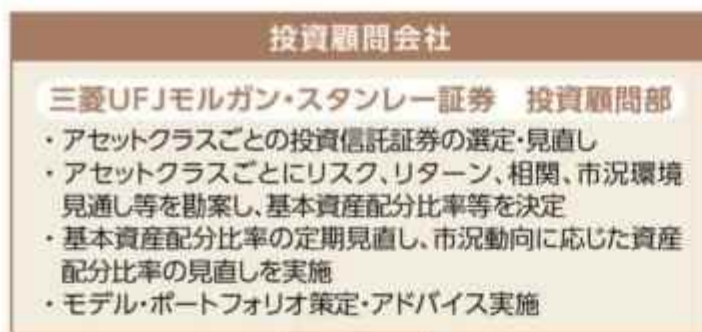 投資顧問会社
三菱UFJモルガン・スタンレー証券　投資顧問部
・アセットクラスごとの投資信託証券の選定・見直し
・アセットクラスごとにリスク、リターン、相関、市況環境
見通し等を勘案し、基本資産配分比率等を決定
・基本資産配分比率の定期見直し、市況動向に応じた資産
配分比率の見直しを実施
・モデル・ポートフォリオ策定・アドバイス実施